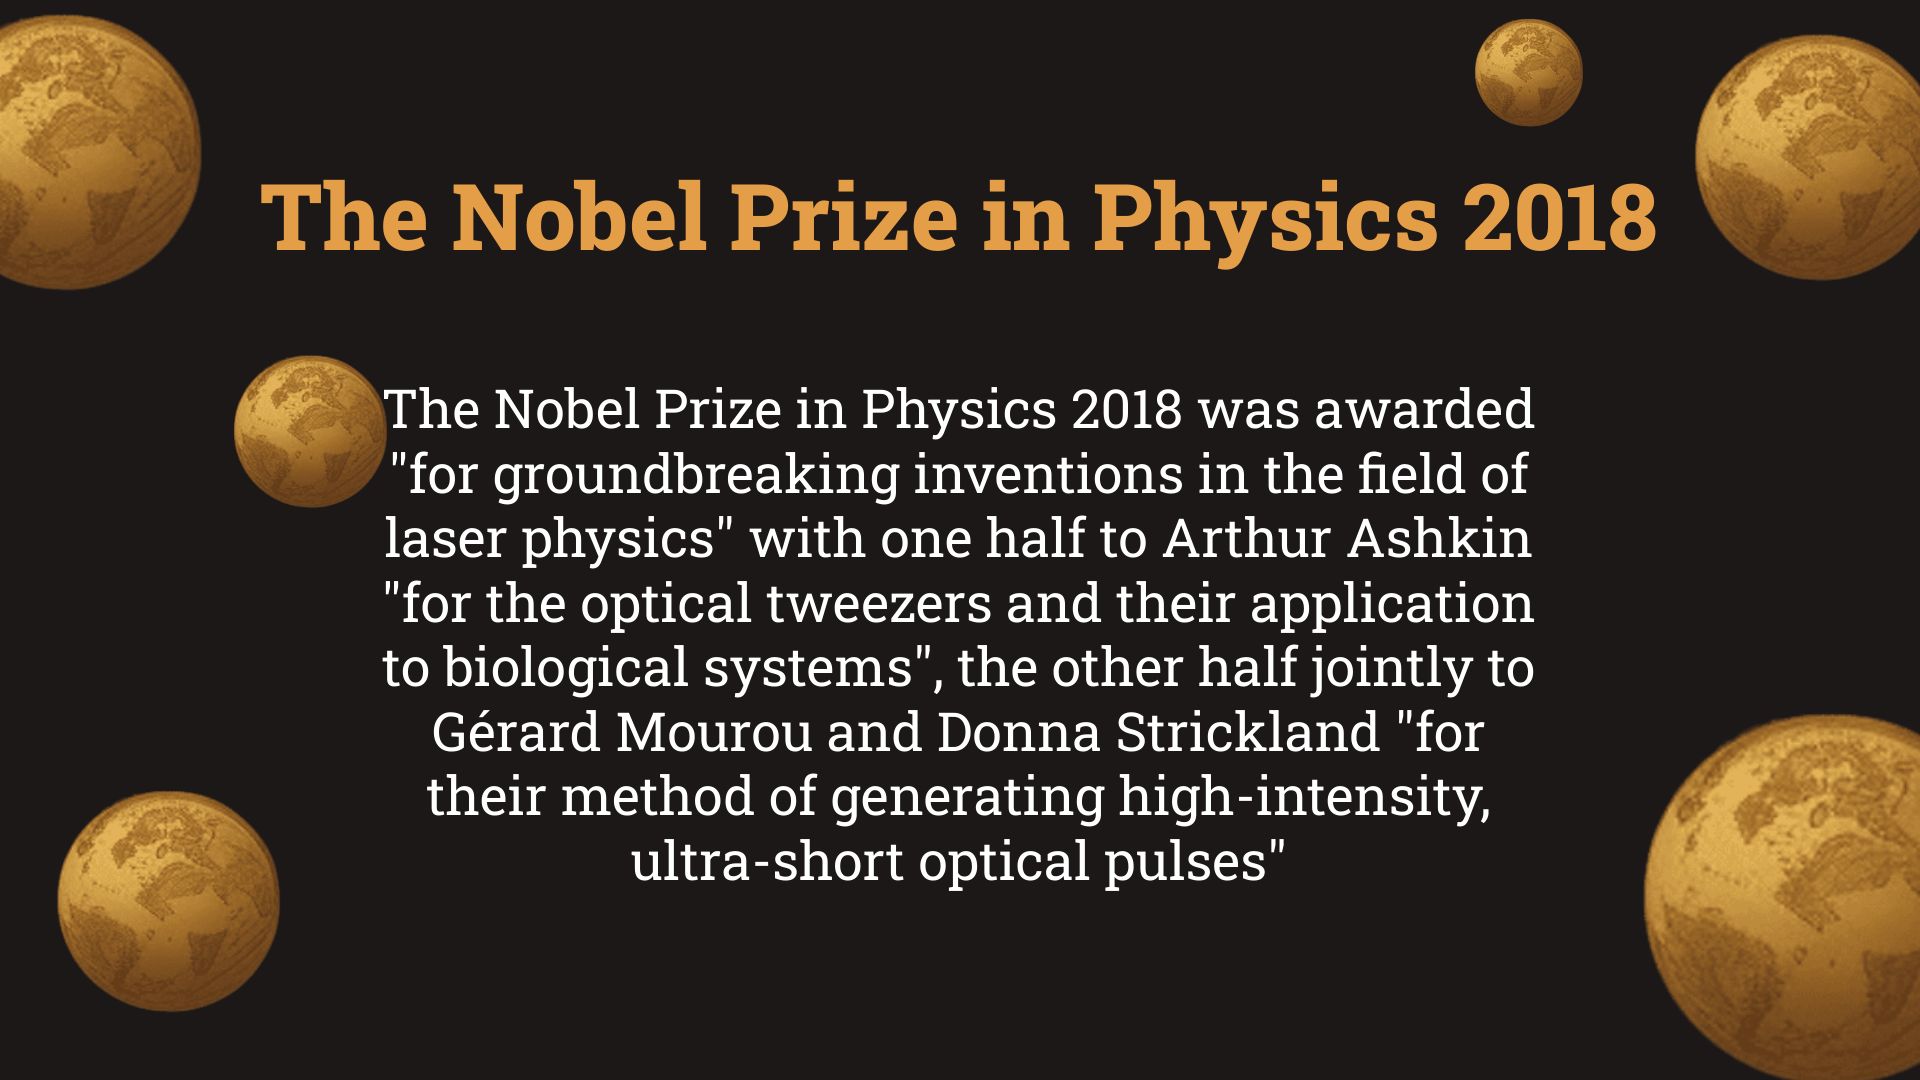 The Nobel Prize in Physics 2018
The Nobel Prize in Physics 2018 was awarded
"for groundbreaking inventions in the field of
laser physics" with one half to Arthur Ashkin
"for the optical tweezers and their application
to biological systems", the other half jointly to
Gérard Mourou and Donna Strickland "for
their method of generating high-intensity,
ultra-short optical pulses"